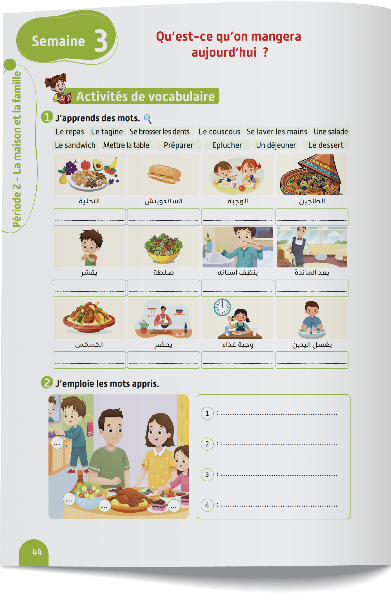 Semaine 3
Qu'est-ce qu'on mangera
aujourd'hui ?
Période 2 - La maison et la famille
Activités de vocabulaire
1 J'apprends des mots.
Le repas Le tagine Se brosser les dents Le couscous Se laver les mains Une salade
Le sandwich Mettre la table Préparer Eplucher Un déjeuner Le dessert
التحلية الساندويتش الوجبة الطاجين
يقشر صلطة ينظف اسنانه يعد المائدة
الكسكس يحضر وجبة غداء يغسل اليدين
2 J'emploie les mots appris.
1 :
2 :
3 :
4 :
44